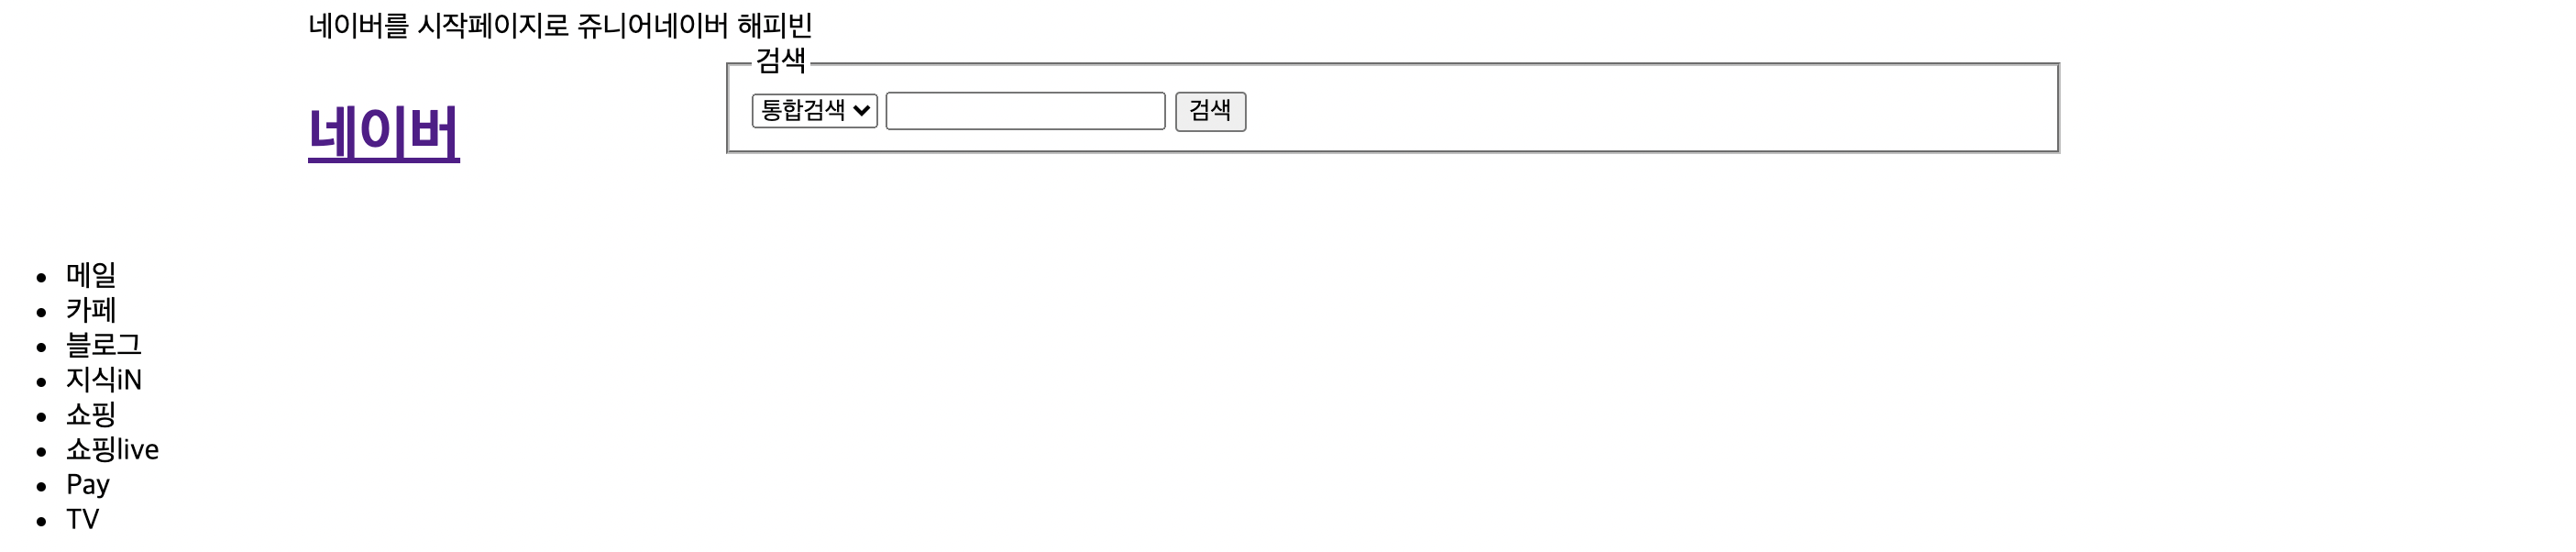 네이버를 시작페이지로 쥬니어네이버 해피빈
검색
네이버
통합검색 검색
메일
카페
블로그
지식iN
쇼핑
쇼핑live
Pay
TV